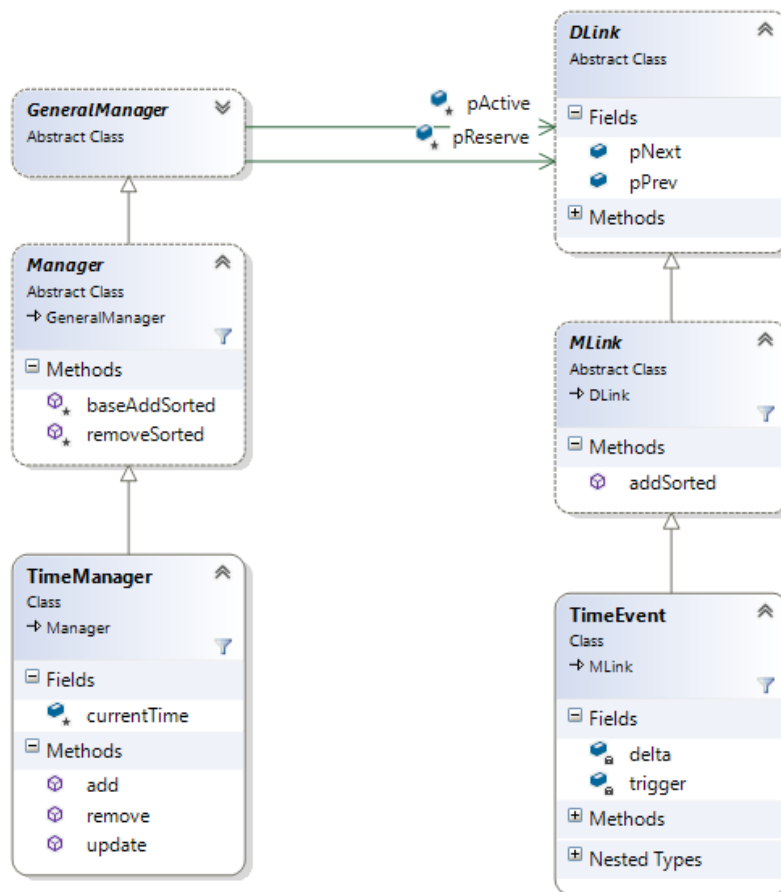 GeneralManager
Abstract Class
pActive
pReserve
DLink
Abstract Class
Fields
pNext
pPrev
Methods
Manager
Abstract Class
GeneralManager
Methods
baseAddSorted
removeSorted
MLink
Abstract Class
DLink
Methods
addSorted
TimeManager
Class
Manager
Fields
currentTime
Methods
add
remove
update
TimeEvent
Class
MLink
Fields
delta
trigger
Methods
Nested Types